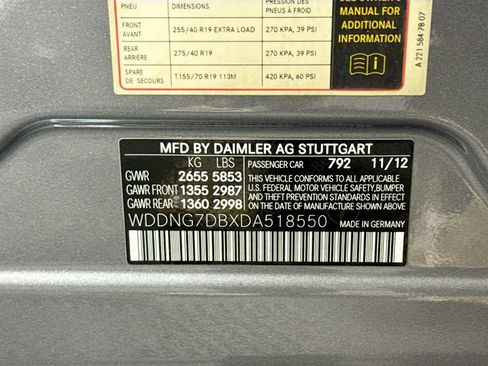 PNEU DIMENSIONS PRESSION DES
PNEUS À FROID
FRONT
AVANT 255/40 R19 EXTRA LOAD 270 KPA, 39 PSI
REAR
ARRIÈRE 275/40 R19 270 KPA, 39 PSI
SPARE
DE SECOURS T155/70 R19 113M 420 KPA, 60 PSI
SEE OWNER'S
MANUAL FOR
ADDITIONAL
INFORMATION
A 221 584 78 07
MFD BY DAIMLER AG STUTTGART
KG LBS PASSENGER CAR 792 11/12
GVWR 2655 5853
GAWR FRONT 1355 2987
GAWR REAR 1360 2998
THIS VEHICLE CONFORMS TO ALL APPLICABLE
U.S. FEDERAL MOTOR VEHICLE SAFETY, BUMPER
AND THEFT PREVENTION STANDARDS IN EFFECT
ON THE DATE OF MANUFACTURE SHOWN ABOVE.
WDDNG7DBXDA518550 MADE IN GERMANY